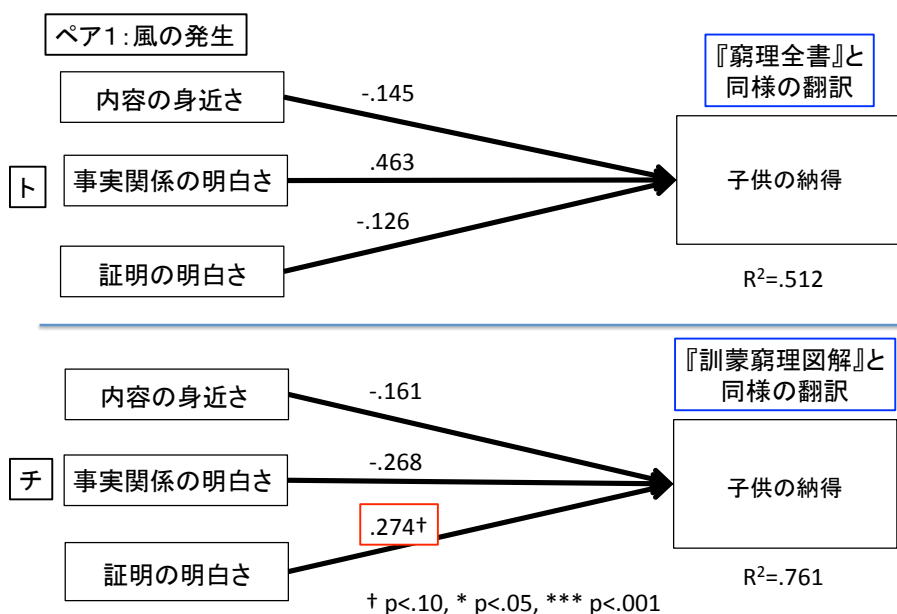 ペア1:風の発生
『窮理全書』と
同様の翻訳
内容の身近さ
-.145
ト
事実関係の明白さ
.463
子供の納得
-.126
証明の明白さ
R²=.512
『訓蒙窮理図解』と
同様の翻訳
内容の身近さ
-.161
チ
事実関係の明白さ
-.268
子供の納得
.274†
証明の明白さ
R²=.761
† p<.10, * p<.05, *** p<.001